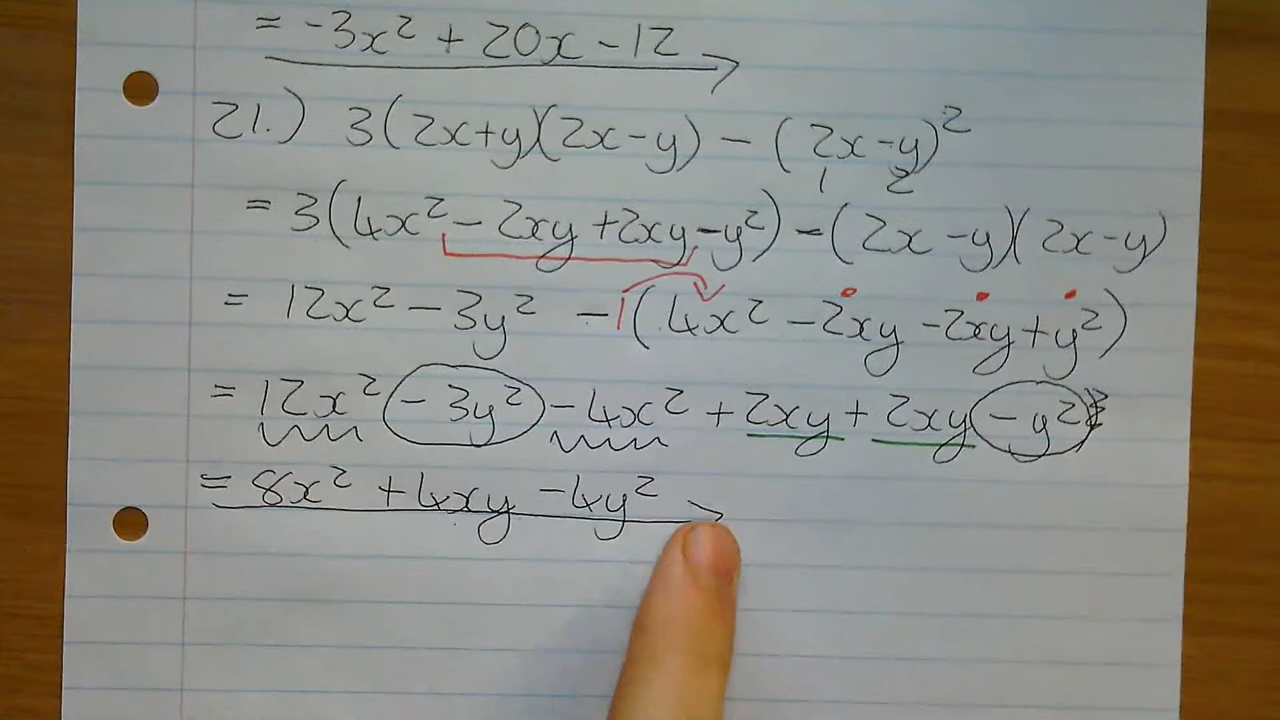 = -3x² + 20x - 12
21.) 3(2x+y)(2x-y) - (2x-y)²
1 2
= 3(4x² - 2xy + 2xy - y²) - (2x - y)(2x - y)
= 12x² - 3y² - 1(4x² - 2xy - 2xy + y²)
= 12x² - 3y² - 4x² + 2xy + 2xy - y²
= 8x² + 4xy - 4y²